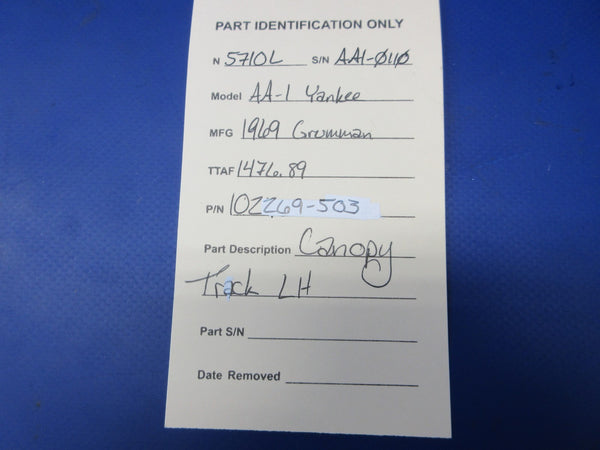 PART IDENTIFICATION ONLY
N 5710L S/N AA1-0110
Model AA-1 Yankee
MFG 1969 Grumman
TTAF 1476.89
P/N 102269-503
Part Description Canopy
Track LH
Part S/N
Date Removed